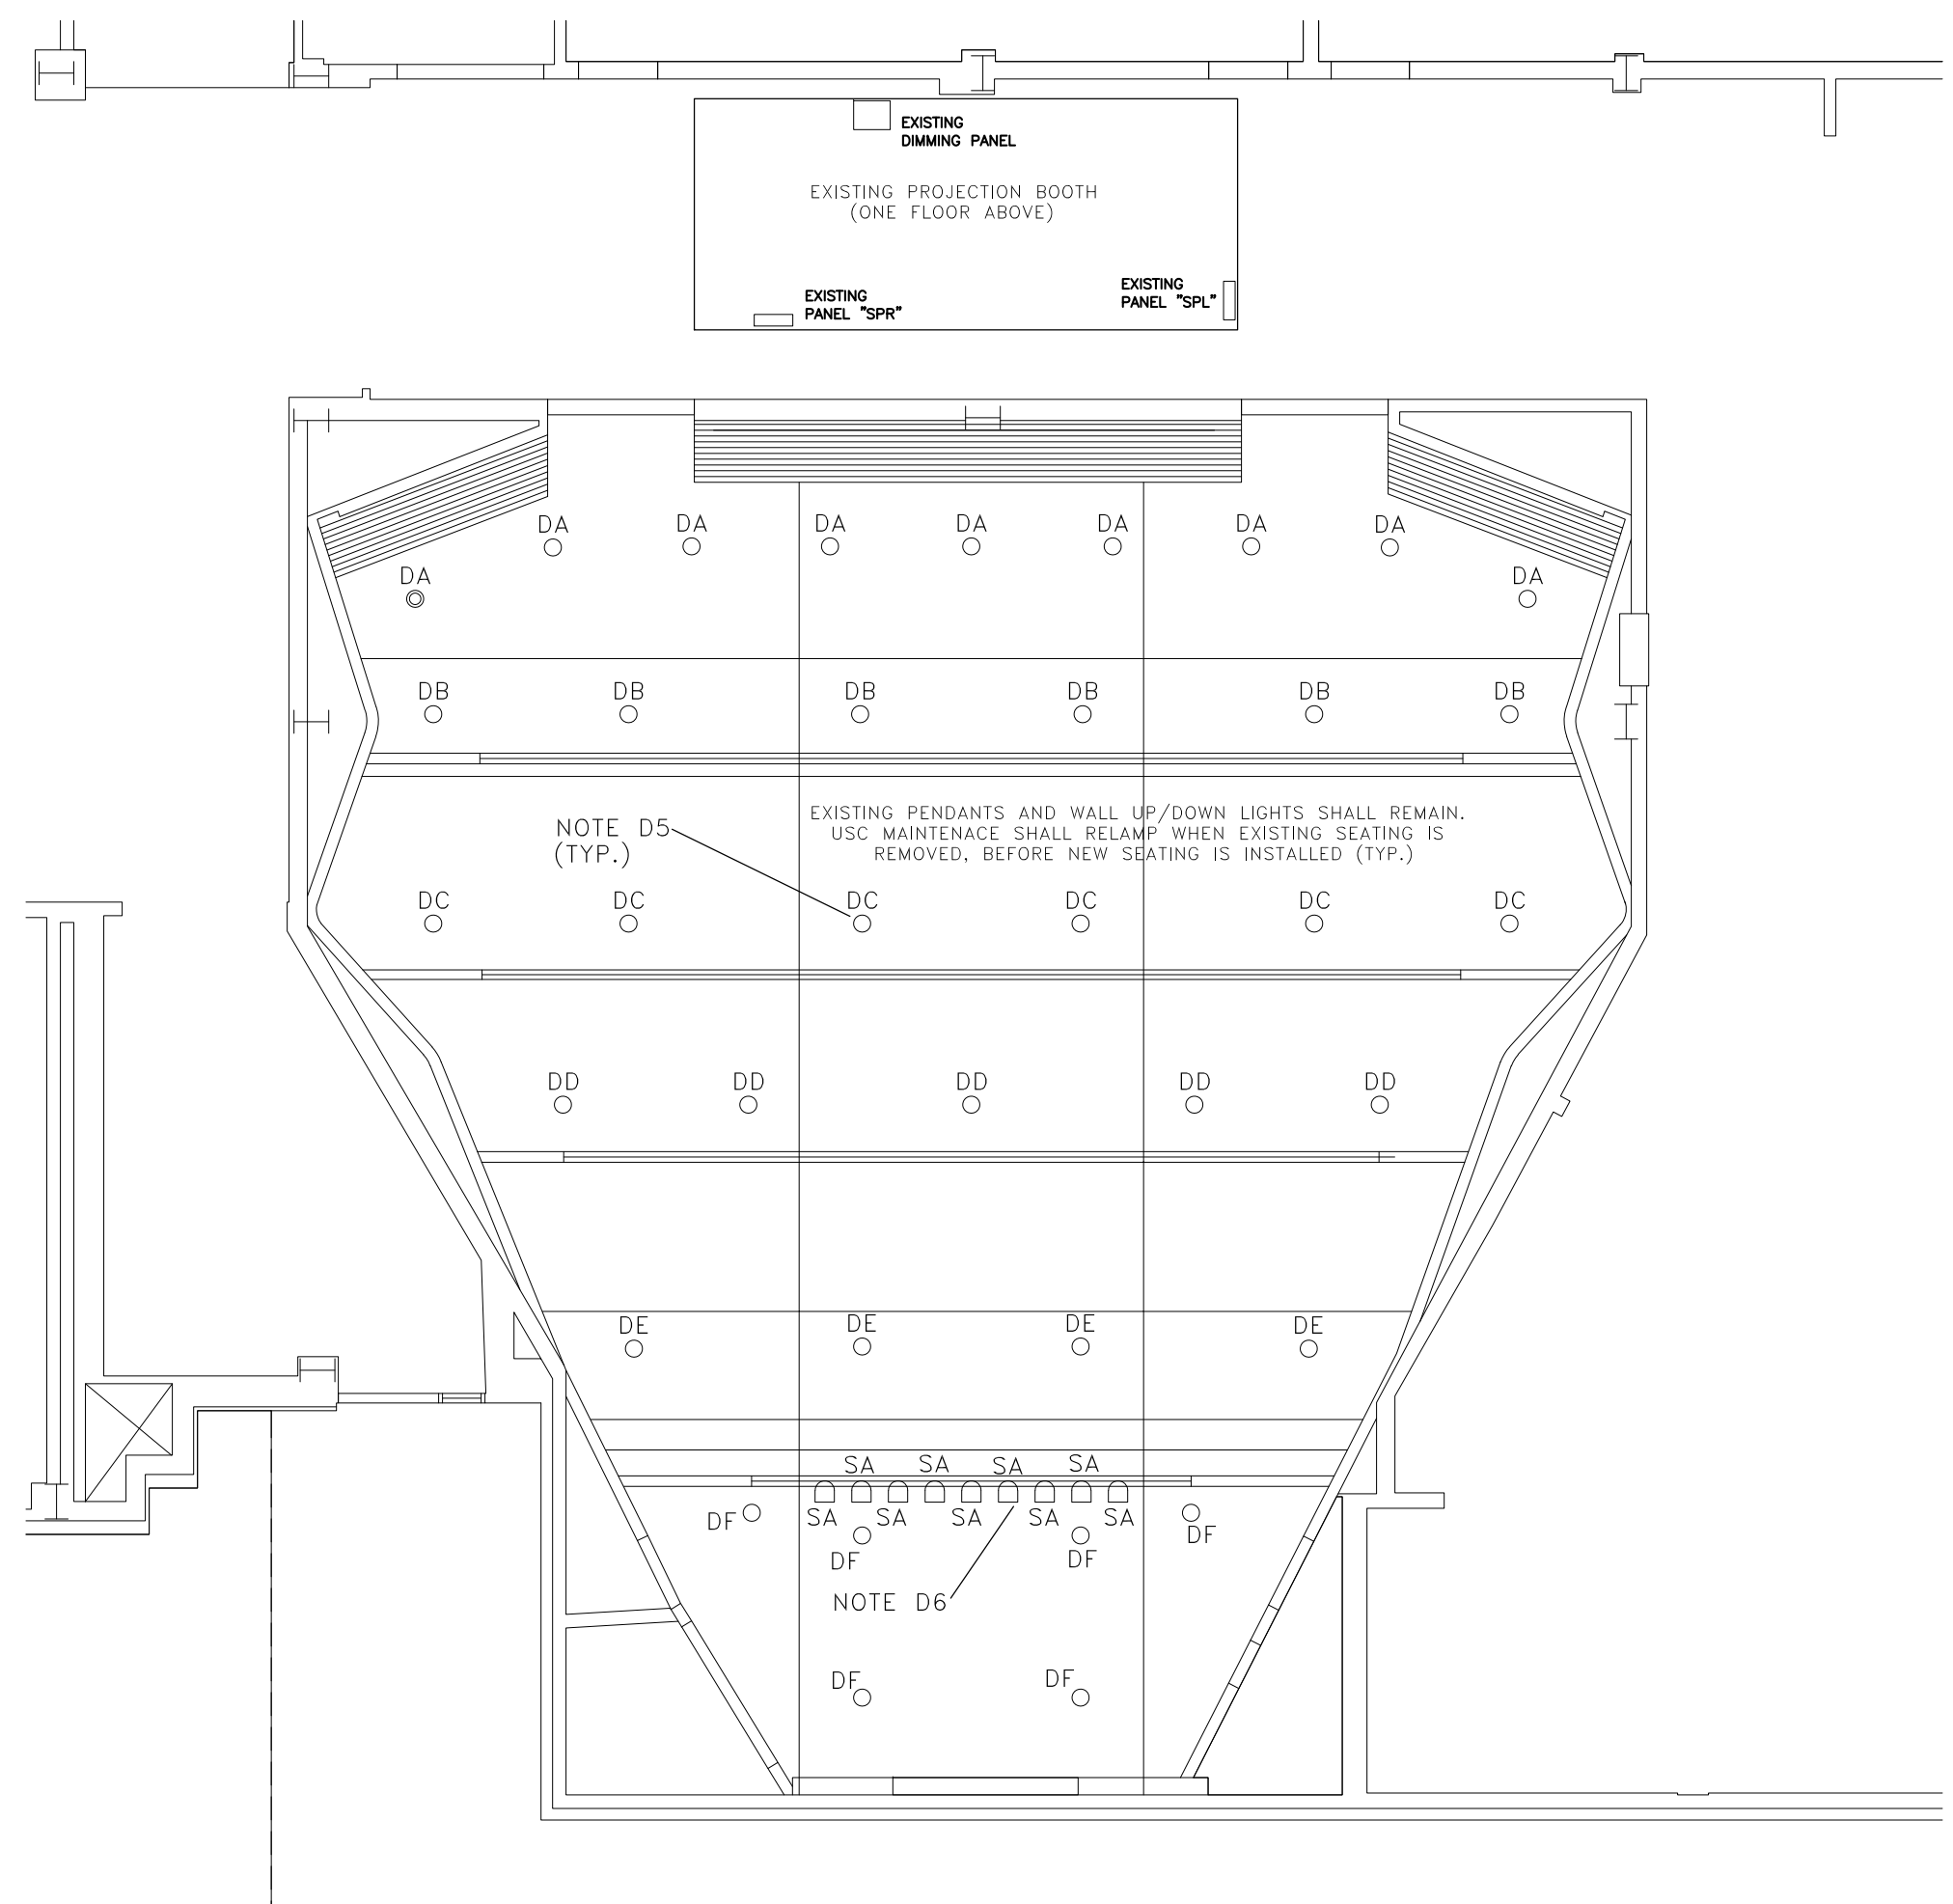 EXISTING
DIMMING PANEL
EXISTING PROJECTION BOOTH
(ONE FLOOR ABOVE)
EXISTING
PANEL "SPR"
EXISTING
PANEL "SPL"
DA DA DA DA DA DA DA
DA DA
DB DB DB DB DB DB
NOTE D5
(TYP.)
EXISTING PENDANTS AND WALL UP/DOWN LIGHTS SHALL REMAIN.
USC MAINTENACE SHALL RELAMP WHEN EXISTING SEATING IS
REMOVED, BEFORE NEW SEATING IS INSTALLED (TYP.)
DC DC DC DC DC DC
DD DD DD DD DD
DE DE DE DE
SA SA SA SA
SA SA SA SA SA
DF DF
DF DF
NOTE D6
DF DF